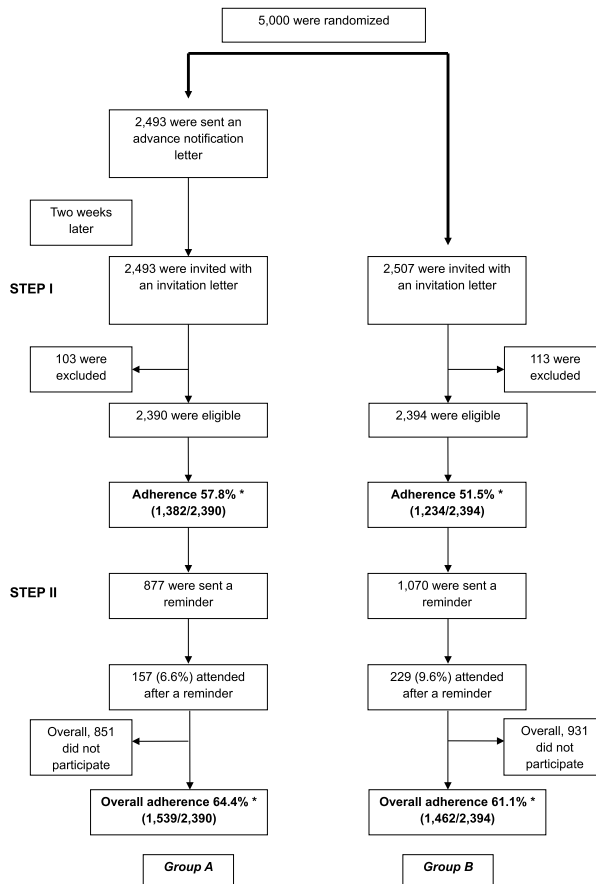 5,000 were randomized
2,493 were sent an
advance notification
letter
Two weeks
later
STEP I
2,493 were invited with
an invitation letter
2,507 were invited with
an invitation letter
103 were
excluded
113 were
excluded
2,390 were eligible
2,394 were eligible
Adherence 57.8% *
(1,382/2,390)
Adherence 51.5% *
(1,234/2,394)
STEP II
877 were sent a
reminder
1,070 were sent a
reminder
157 (6.6%) attended
after a reminder
229 (9.6%) attended
after a reminder
Overall, 851
did not
participate
Overall, 931
did not
participate
Overall adherence 64.4% *
(1,539/2,390)
Overall adherence 61.1% *
(1,462/2,394)
Group A
Group B